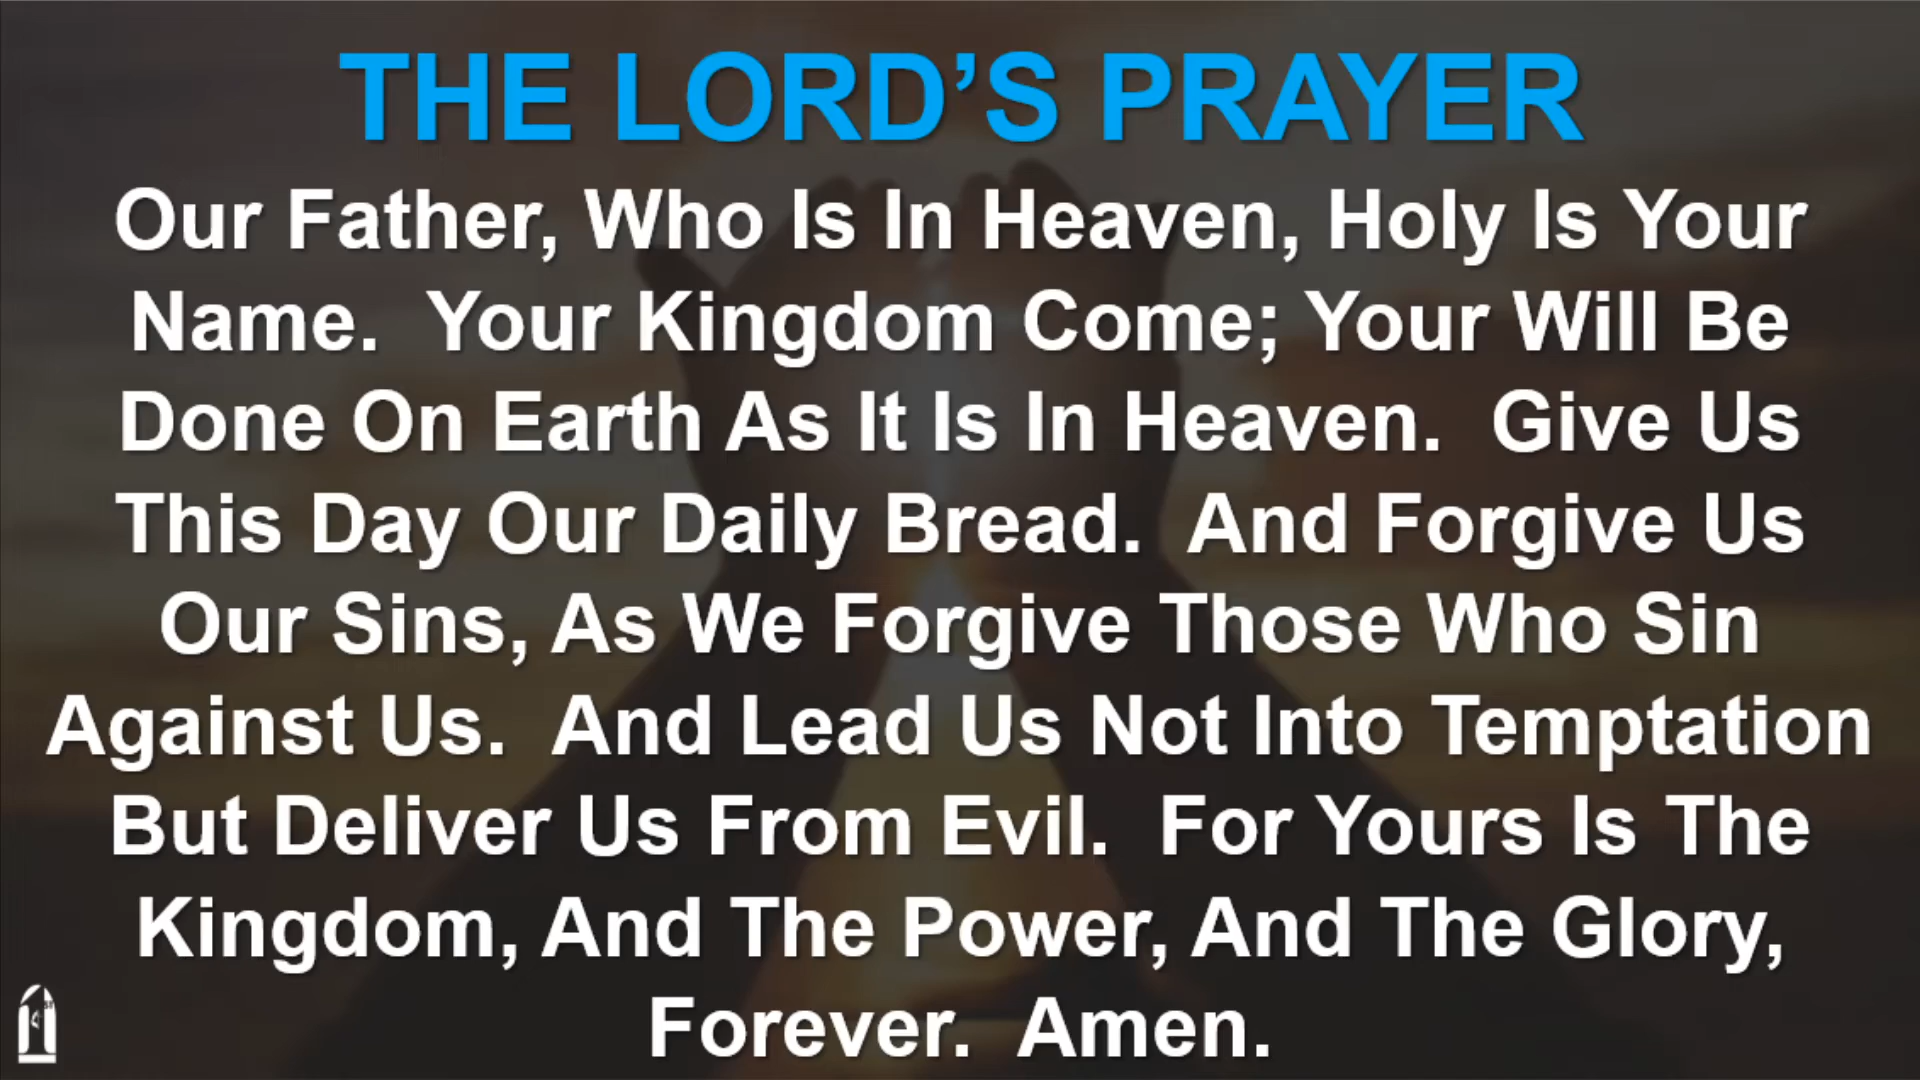 THE LORD’S PRAYER
Our Father, Who Is In Heaven, Holy Is Your
Name.  Your Kingdom Come; Your Will Be
Done On Earth As It Is In Heaven.  Give Us
This Day Our Daily Bread.  And Forgive Us
Our Sins, As We Forgive Those Who Sin
Against Us.  And Lead Us Not Into Temptation
But Deliver Us From Evil.  For Yours Is The
Kingdom, And The Power, And The Glory,
Forever.  Amen.